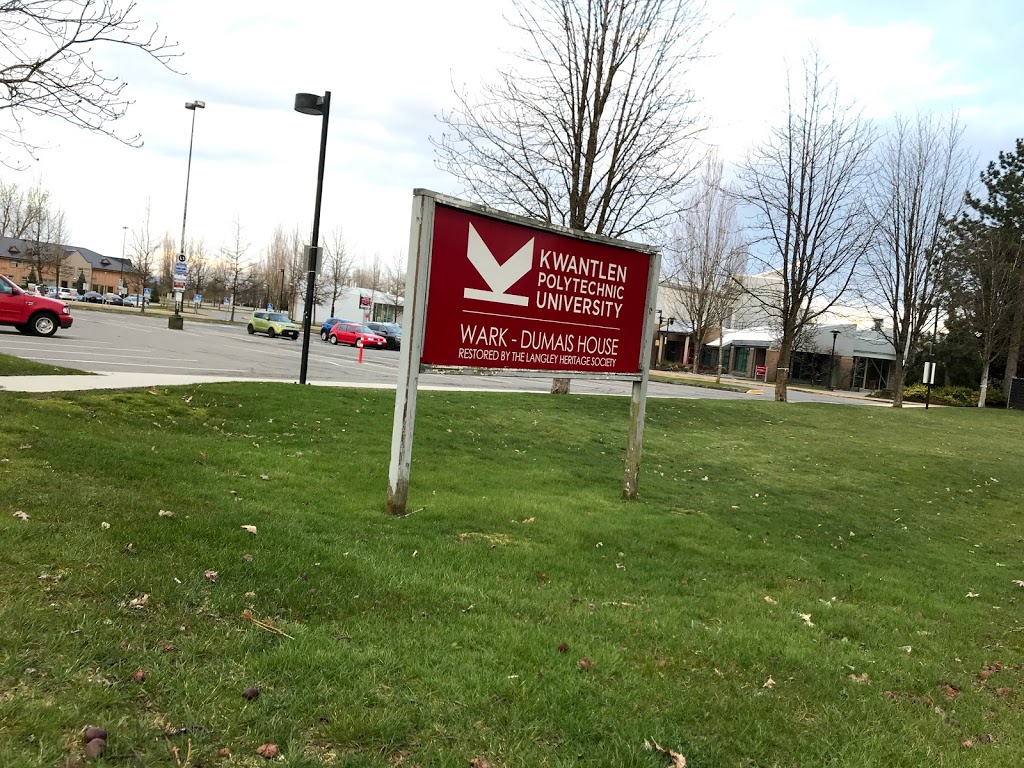 KWANTLEN
POLYTECHNIC
UNIVERSITY
WARK - DUMAIS HOUSE
RESTORED BY THE LANGLEY HERITAGE SOCIETY